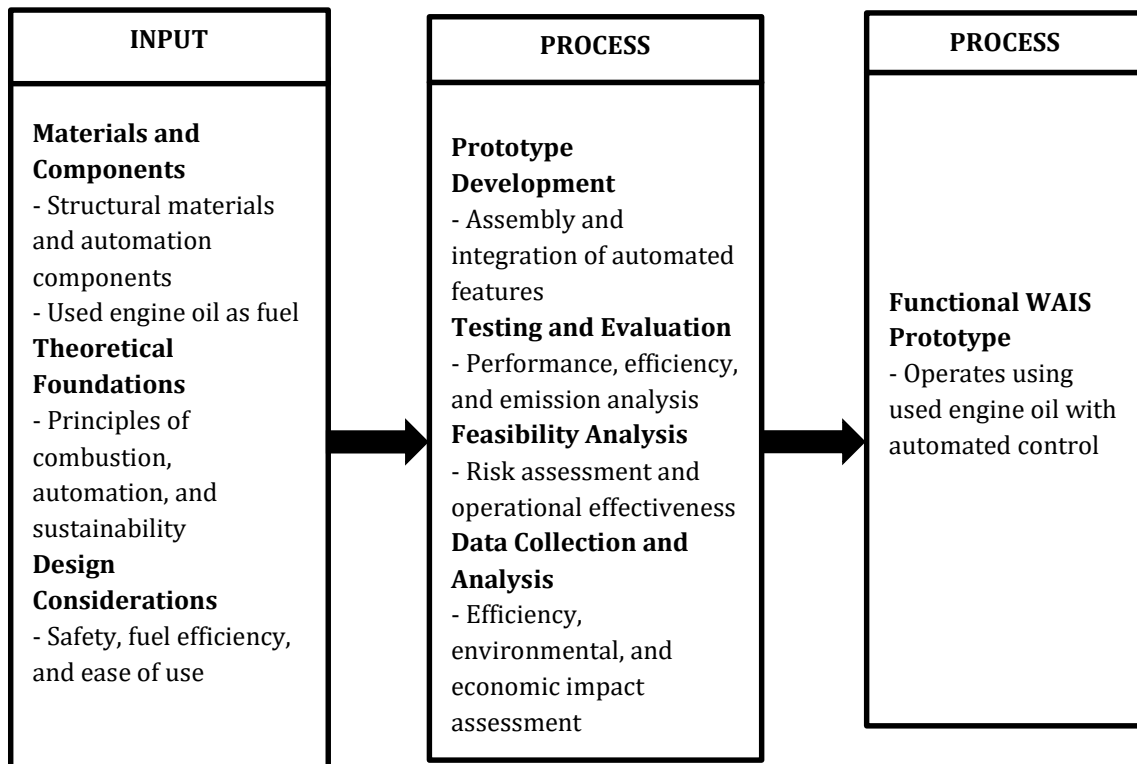 INPUT
Materials and
Components
- Structural materials
and automation
components
- Used engine oil as fuel
Theoretical
Foundations
- Principles of
combustion,
automation, and
sustainability
Design
Considerations
- Safety, fuel efficiency,
and ease of use
PROCESS
Prototype
Development
- Assembly and
integration of automated
features
Testing and Evaluation
- Performance, efficiency,
and emission analysis
Feasibility Analysis
- Risk assessment and
operational effectiveness
Data Collection and
Analysis
- Efficiency,
environmental, and
economic impact
assessment
PROCESS
Functional WAIS
Prototype
- Operates using
used engine oil with
automated control